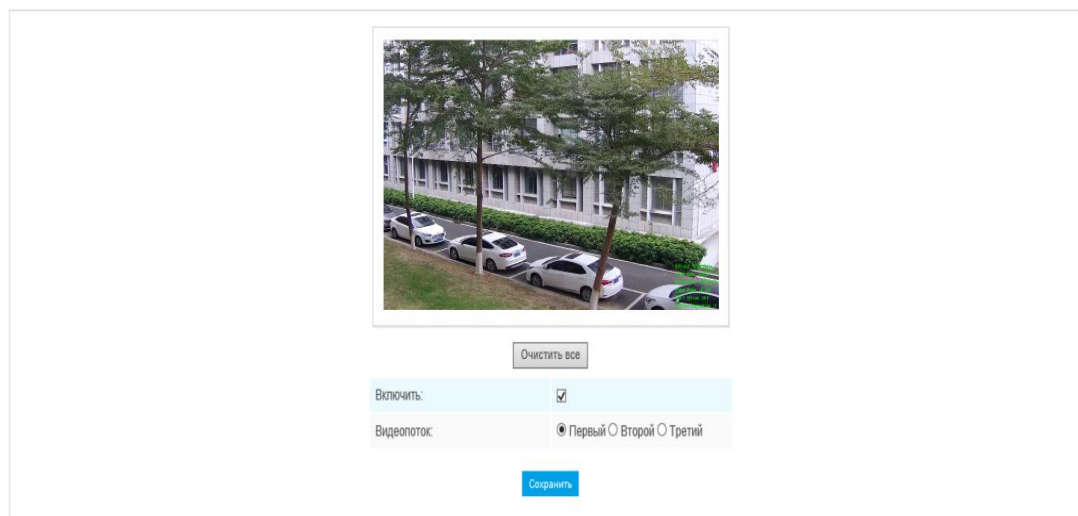 Очистить все
Включить:
Видеопоток: Первый Второй Третий
Сохранить